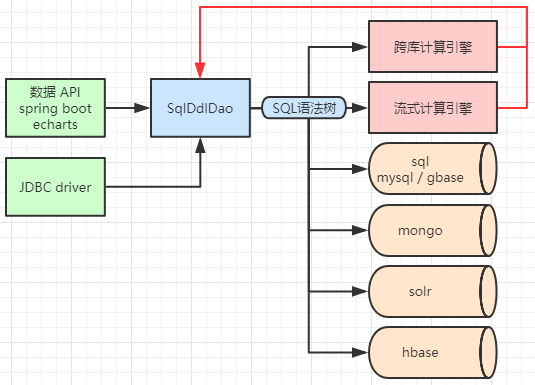 数据 API
spring boot
echarts
JDBC driver
SqlDdlDao
SQL语法树
跨库计算引擎
流式计算引擎
sql
mysql / gbase
mongo
solr
hbase